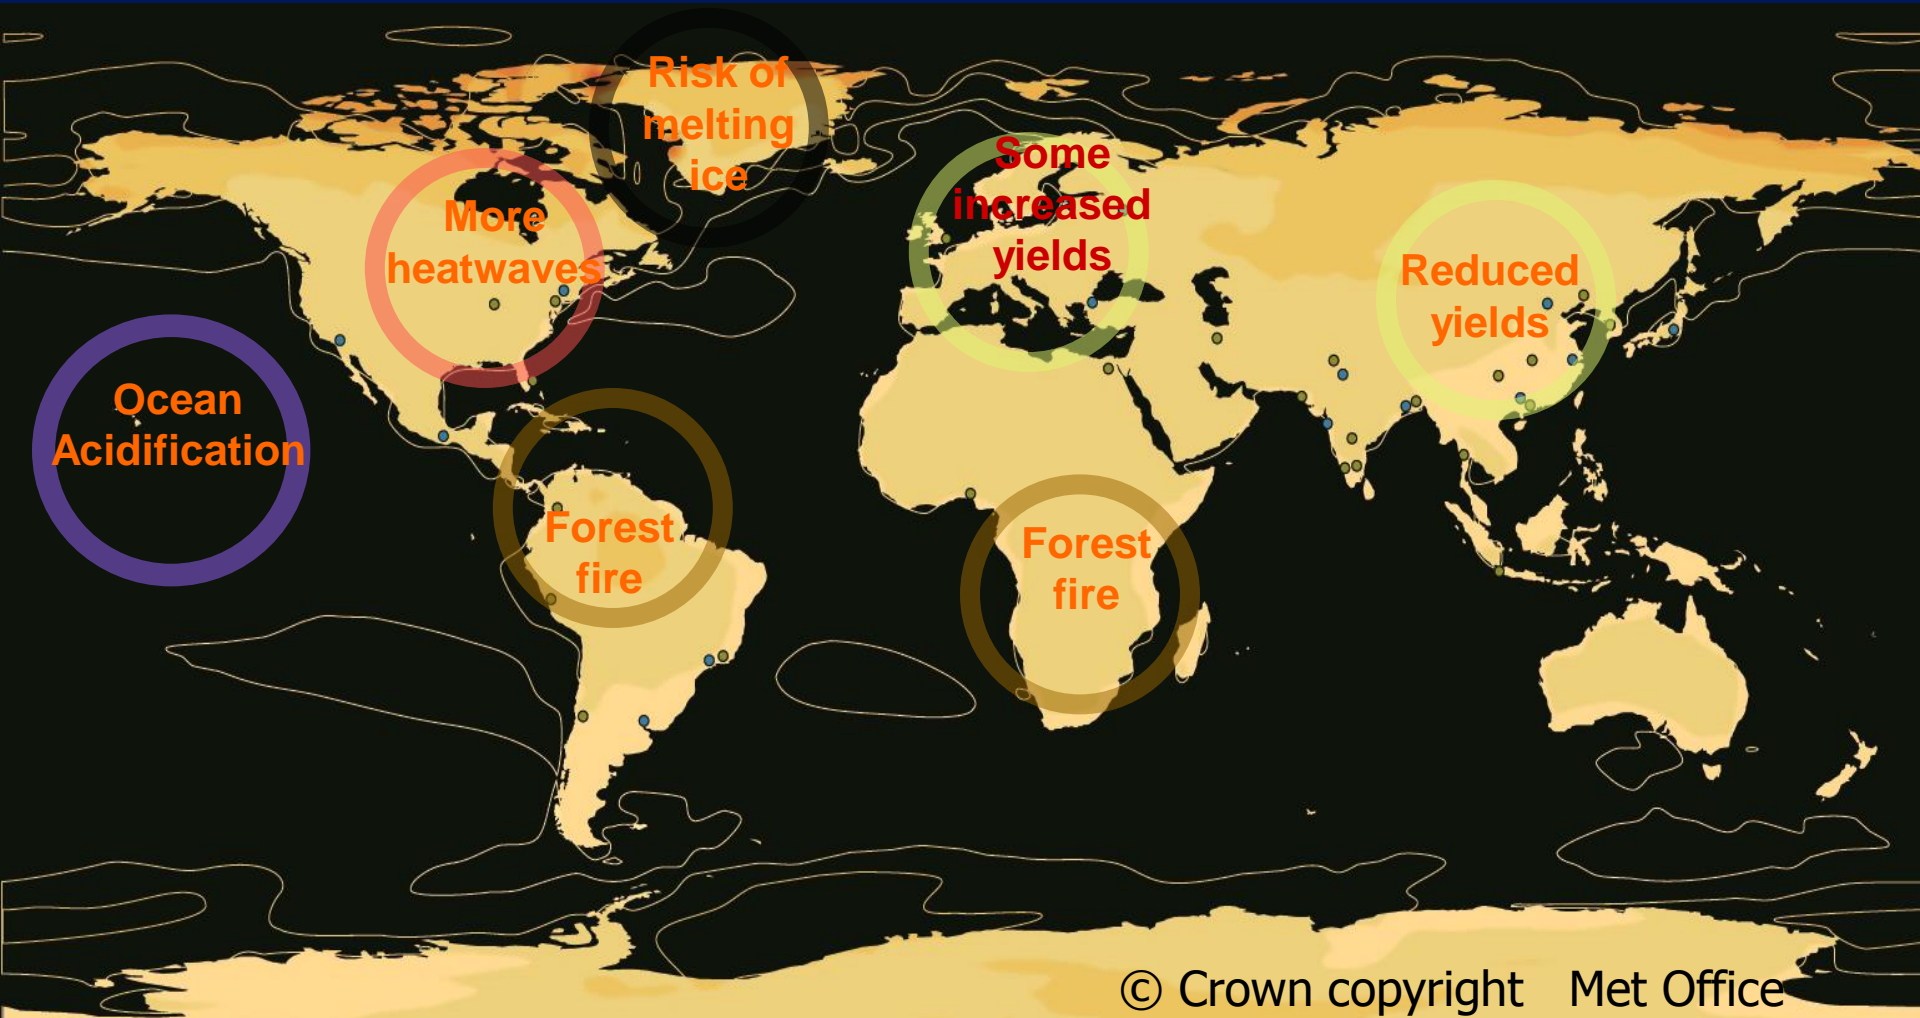 Risk of
melting
ice
Some
increased
yields
More
heatwaves
Reduced
yields
Ocean
Acidification
Forest
fire
Forest
fire
© Crown copyright Met Office